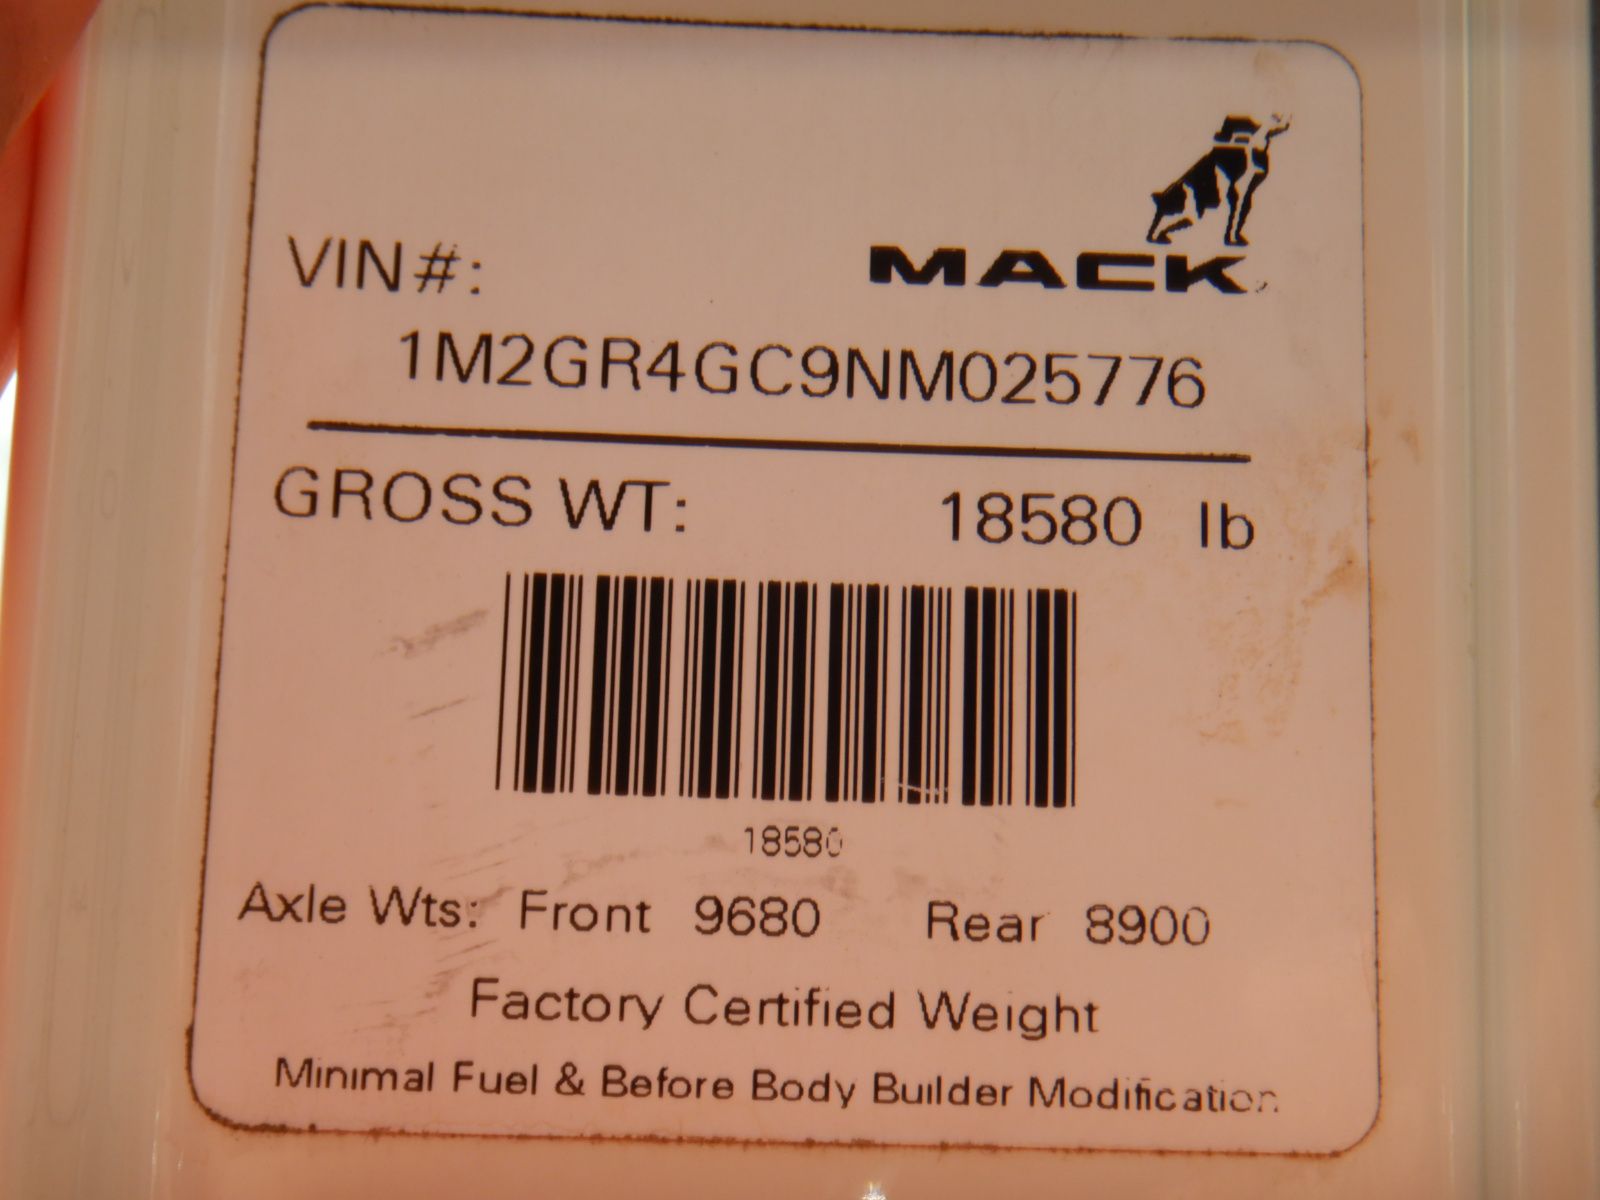 MACK
VIN#:
1M2GR4GC9NM025776
GROSS WT: 18580 lb
18580
Axle Wts: Front 9680 Rear 8900
Factory Certified Weight
Minimal Fuel & Before Body Builder Modification